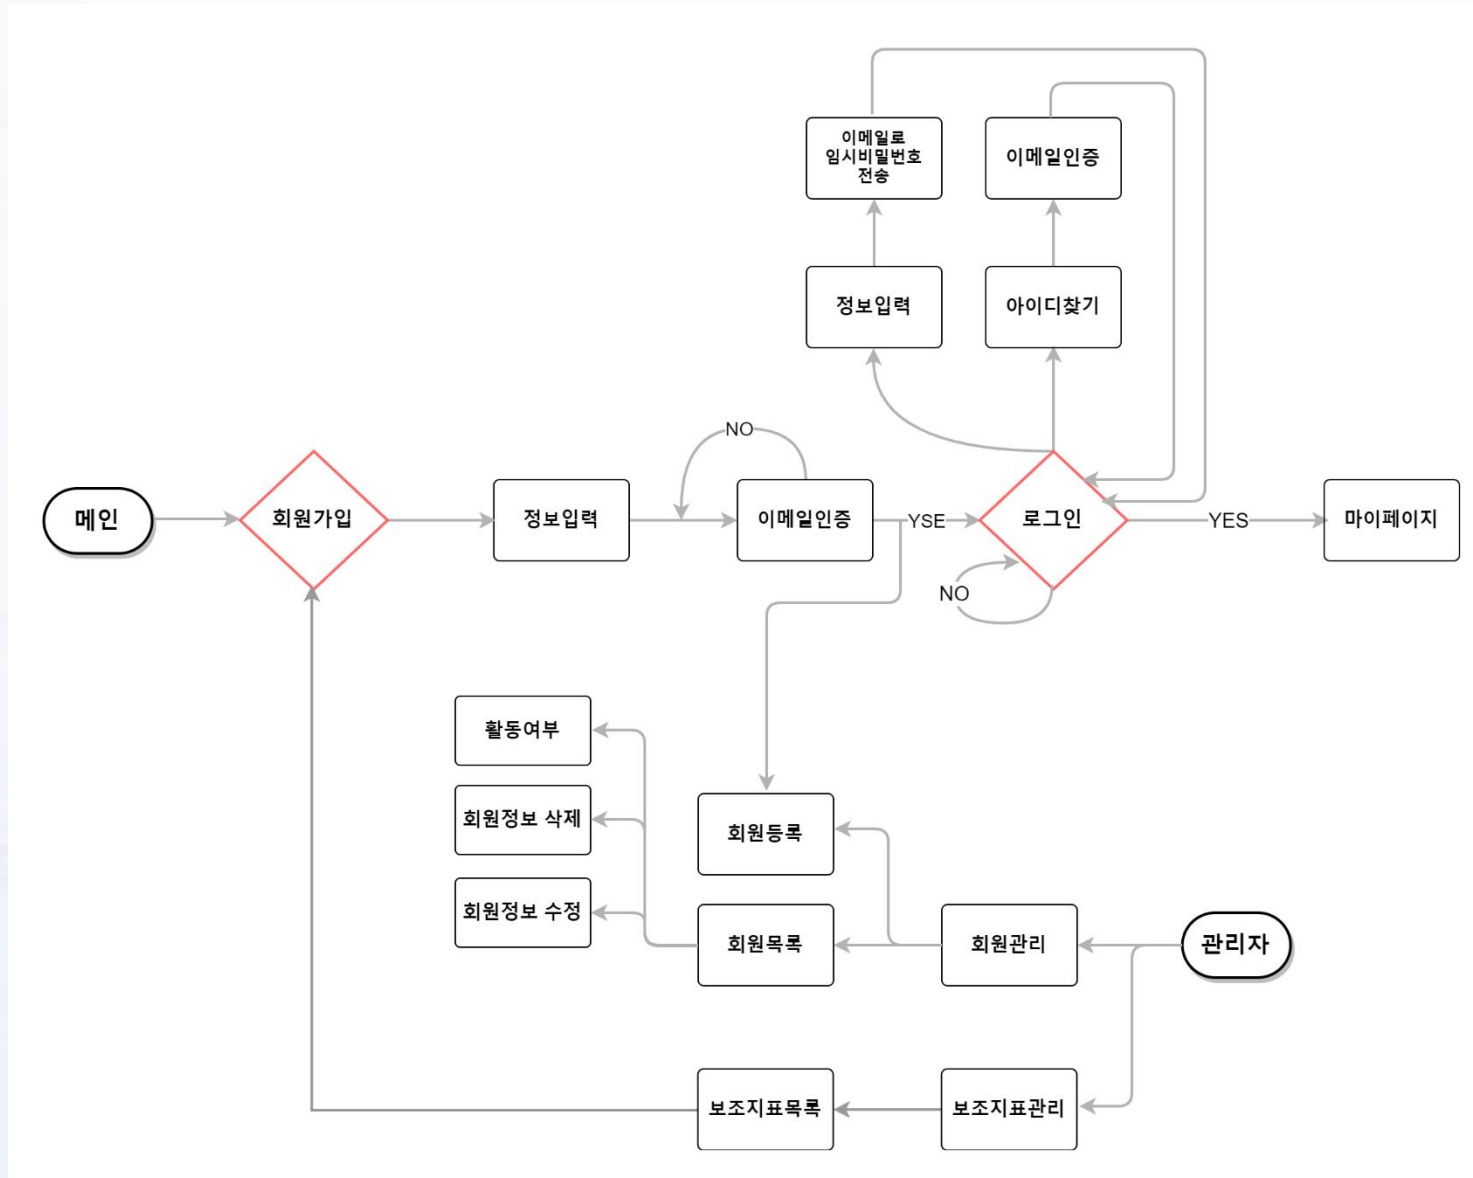 이메일로
임시비밀번호
전송
이메일인증
정보입력
아이디찾기
NO
메인
회원가입
정보입력
이메일인증
YSE
로그인
YES
마이페이지
NO
활동여부
회원정보 삭제
회원등록
회원정보 수정
회원목록
회원관리
관리자
보조지표목록
보조지표관리